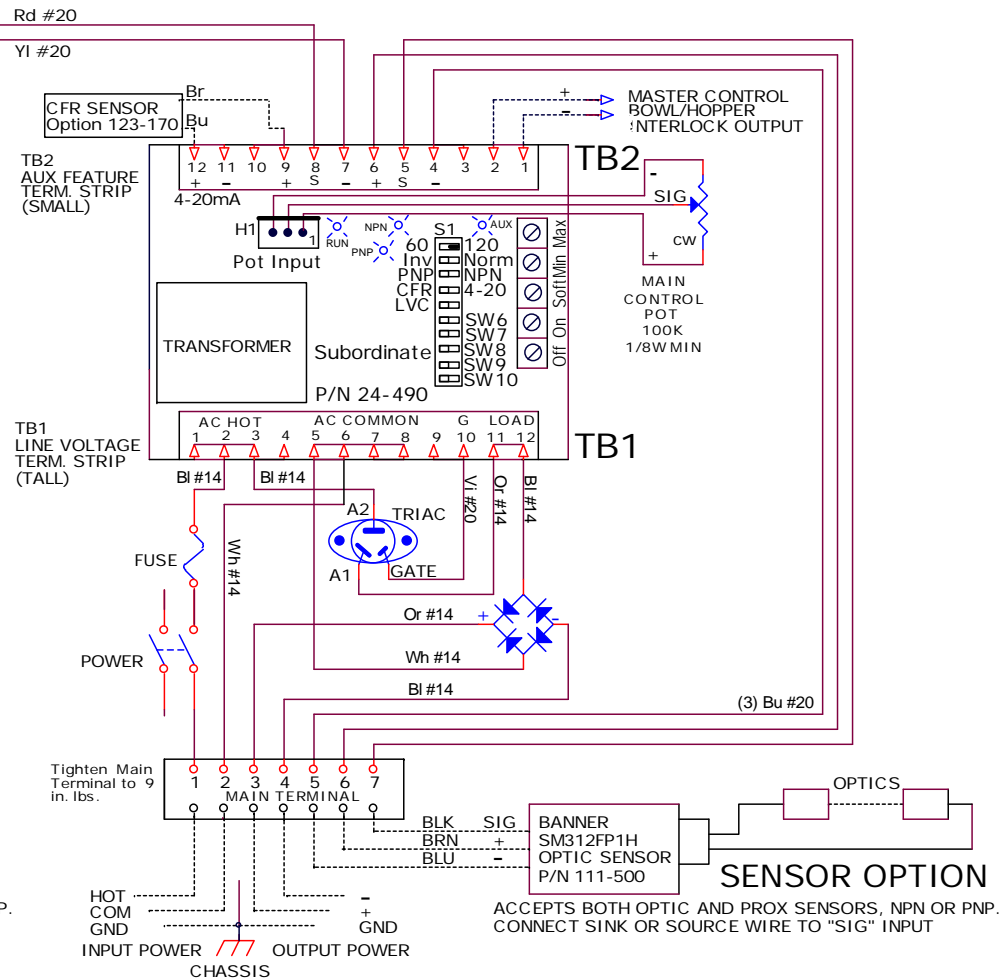 Rd #20
Yl #20
CFR SENSOR
Option 123-170
Br
Bu
+
-
MASTER CONTROL
BOWL/HOPPER
INTERLOCK OUTPUT
TB2
AUX FEATURE
TERM. STRIP
(SMALL)
12 11 10 9 8 7 6 5 4 3 2 1
+ - + S - + S -
4-20mA
TB2
H1
1
Pot Input
RUN
NPN
PNP
AUX
S1
60 120
Inv Norm
PNP NPN
CFR 4-20
LVC
SW6
SW7
SW8
SW9
SW10
Subordinate
Off On Soft Min Max
-
SIG
CW
+
MAIN
CONTROL
POT
100K
1/8W MIN
TRANSFORMER
P/N 24-490
TB1
LINE VOLTAGE
TERM. STRIP
(TALL)
AC HOT AC COMMON G LOAD
1 2 3 4 5 6 7 8 9 10 11 12
TB1
Bl #14
Bl #14
Vi #20
Or #14
Bl #14
Wh #14
A2
TRIAC
A1
GATE
FUSE
POWER
Or #14
+
-
Wh #14
Bl #14
(3) Bu #20
Tighten Main
Terminal to 9
in. lbs.
1 2 3 4 5 6 7
MAIN TERMINAL
OPTICS
BLK SIG
BRN +
BLU -
BANNER
SM312FP1H
OPTIC SENSOR
P/N 111-500
SENSOR OPTION
ACCEPTS BOTH OPTIC AND PROX SENSORS, NPN OR PNP.
CONNECT SINK OR SOURCE WIRE TO "SIG" INPUT
P.
HOT
COM
GND
-
+
GND
INPUT POWER
OUTPUT POWER
CHASSIS